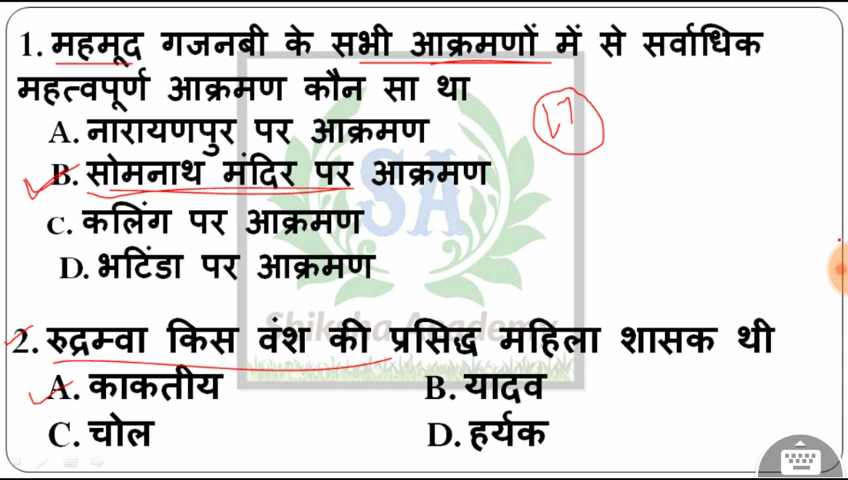 1. महमूद गजनबी के सभी आक्रमणों में से सर्वाधिक
महत्वपूर्ण आक्रमण कौन सा था
17
A. नारायणपुर पर आक्रमण
B. सोमनाथ मंदिर पर आक्रमण
C. कलिंग पर आक्रमण
D. भटिंडा पर आक्रमण
SA
Shiksha Academy
2. रुद्रम्वा किस वंश की प्रसिद्ध महिला शासक थी
A. काकतीय B. यादव
C. चोल D. हर्यक